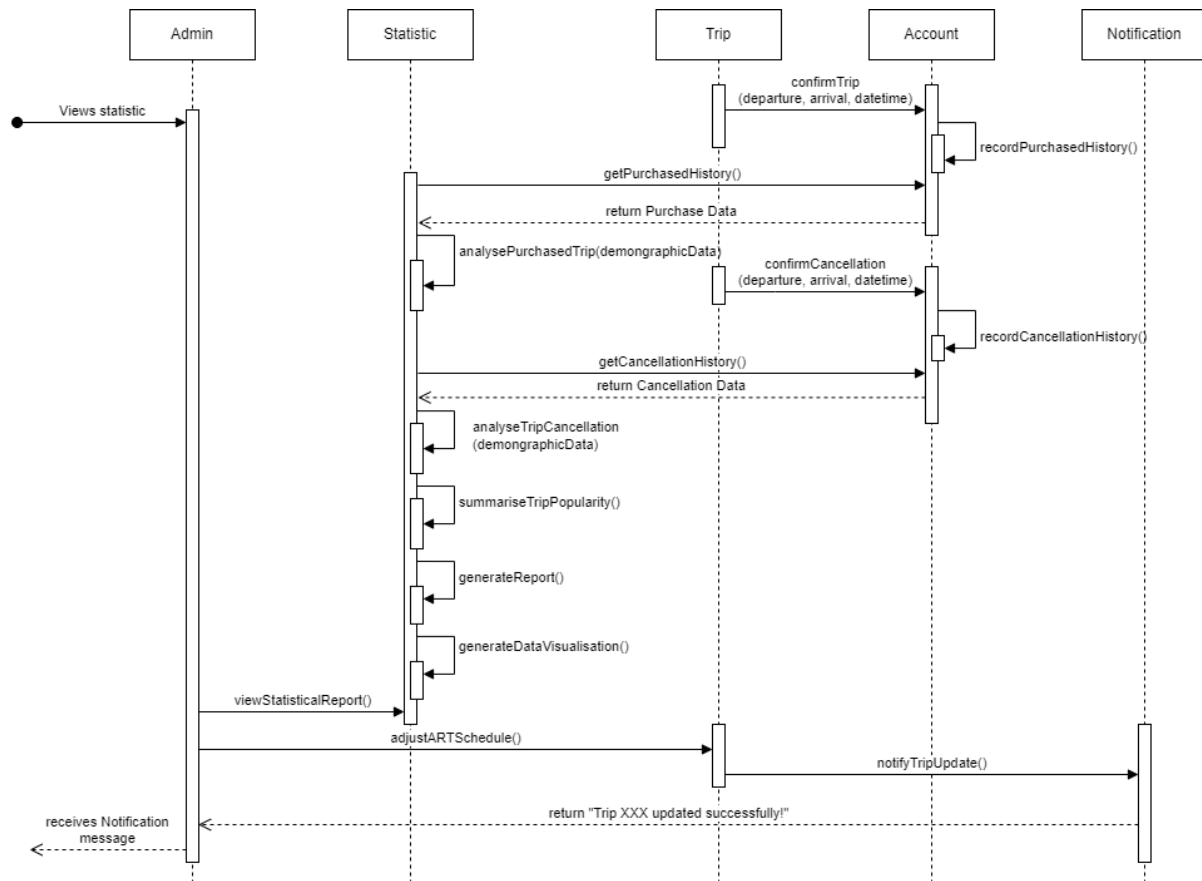 Admin
Statistic
Trip
Account
Notification
confirmTrip
(departure, arrival, datetime)
Views statistic
recordPurchasedHistory()
getPurchasedHistory()
return Purchase Data
analysePurchasedTrip(demongraphicData)
confirmCancellation
(departure, arrival, datetime)
recordCancellationHistory()
getCancellationHistory()
return Cancellation Data
analyseTripCancellation
(demongraphicData)
summariseTripPopularity()
generateReport()
generateDataVisualisation()
viewStatisticalReport()
adjustARTSchedule()
notifyTripUpdate()
return "Trip XXX updated successfully!"
receives Notification
message